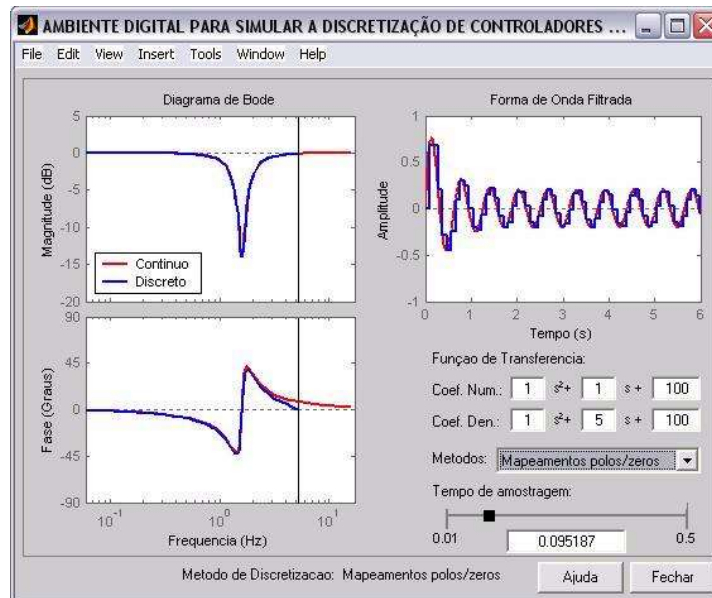 AMBIENTE DIGITAL PARA SIMULAR A DISCRETIZAÇÃO DE CONTROLADORES ...
File Edit View Insert Tools Window Help
Diagrama de Bode
5
0
-5
-10
-15
-20
Magnitude (dB)
Continuo
Discreto
90
45
0
-45
-90
Fase (Graus)
10^-1 10^0 10^1
Frequencia (Hz)
Forma de Onda Filtrada
1
0.5
0
-0.5
-1
Amplitude
0 1 2 3 4 5 6
Tempo (s)
Funçao de Transferência:
Coef. Num.: 1 s²+ 1 s + 100
Coef. Den.: 1 s²+ 5 s + 100
Metodos: Mapeamentos polos/zeros
Tempo de amostragem:
0.01 0.5
0.095187
Metodo de Discretizacao: Mapeamentos polos/zeros
Ajuda Fechar